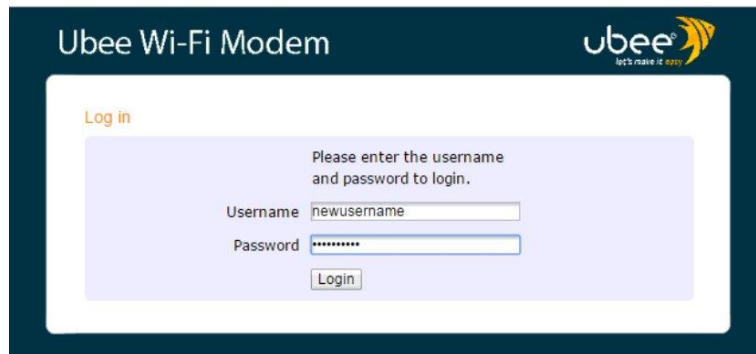 Ubee Wi-Fi Modem
ubee
let's make it easy
Log in
Please enter the username
and password to login.
Username newusername
Password ••••••••••
Login